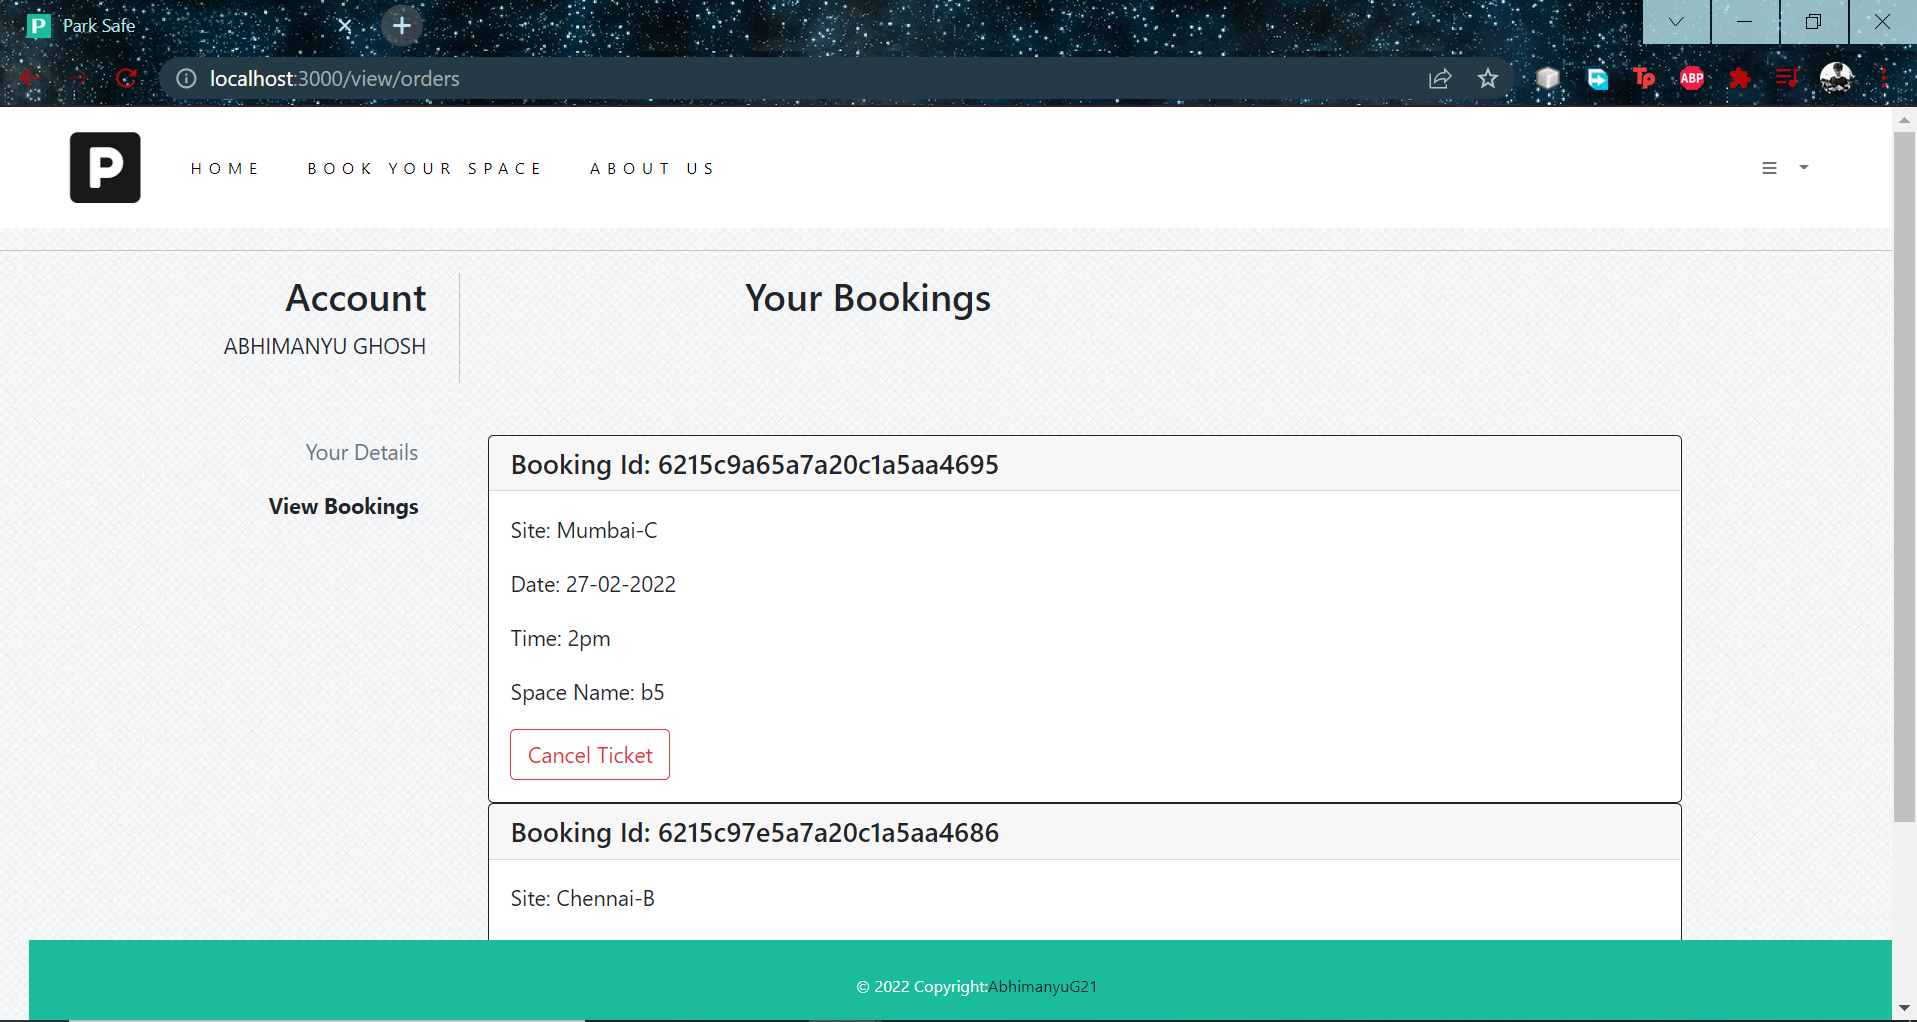 P Park Safe
localhost:3000/view/orders
Tp
ABP
P
HOME
BOOK YOUR SPACE
ABOUT US
Account
ABHIMANYU GHOSH
Your Bookings
Your Details
View Bookings
Booking Id: 6215c9a65a7a20c1a5aa4695
Site: Mumbai-C
Date: 27-02-2022
Time: 2pm
Space Name: b5
Cancel Ticket
Booking Id: 6215c97e5a7a20c1a5aa4686
Site: Chennai-B
© 2022 Copyright:AbhimanyuG21